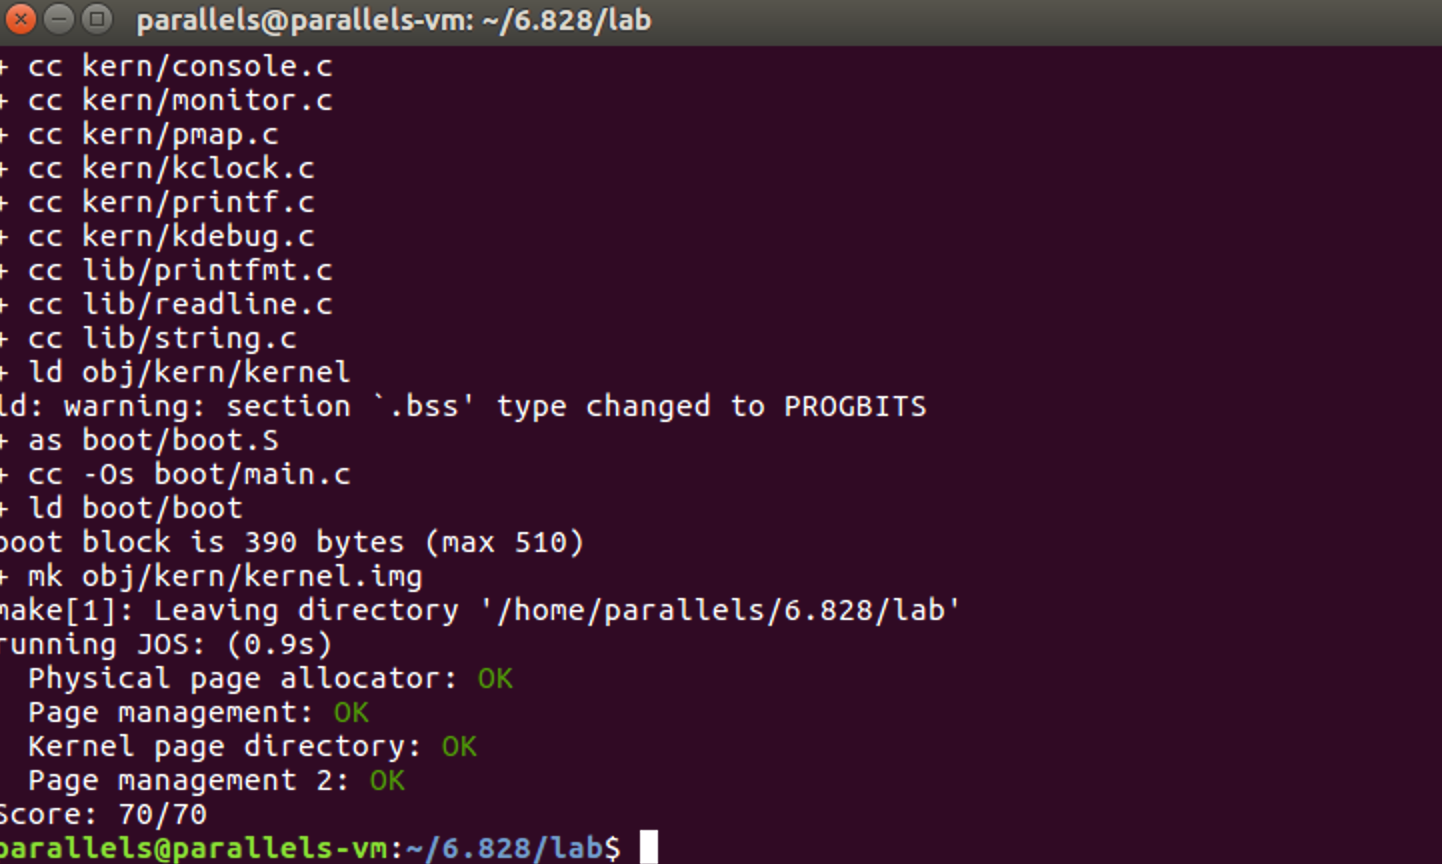 parallels@parallels-vm: ~/6.828/lab
+ cc kern/console.c
+ cc kern/monitor.c
+ cc kern/pmap.c
+ cc kern/kclock.c
+ cc kern/printf.c
+ cc kern/kdebug.c
+ cc lib/printfmt.c
+ cc lib/readline.c
+ cc lib/string.c
+ ld obj/kern/kernel
ld: warning: section `.bss' type changed to PROGBITS
+ as boot/boot.S
+ cc -Os boot/main.c
+ ld boot/boot
boot block is 390 bytes (max 510)
+ mk obj/kern/kernel.img
make[1]: Leaving directory '/home/parallels/6.828/lab'
running JOS: (0.9s)
  Physical page allocator: OK
  Page management: OK
  Kernel page directory: OK
  Page management 2: OK
Score: 70/70
parallels@parallels-vm:~/6.828/lab$